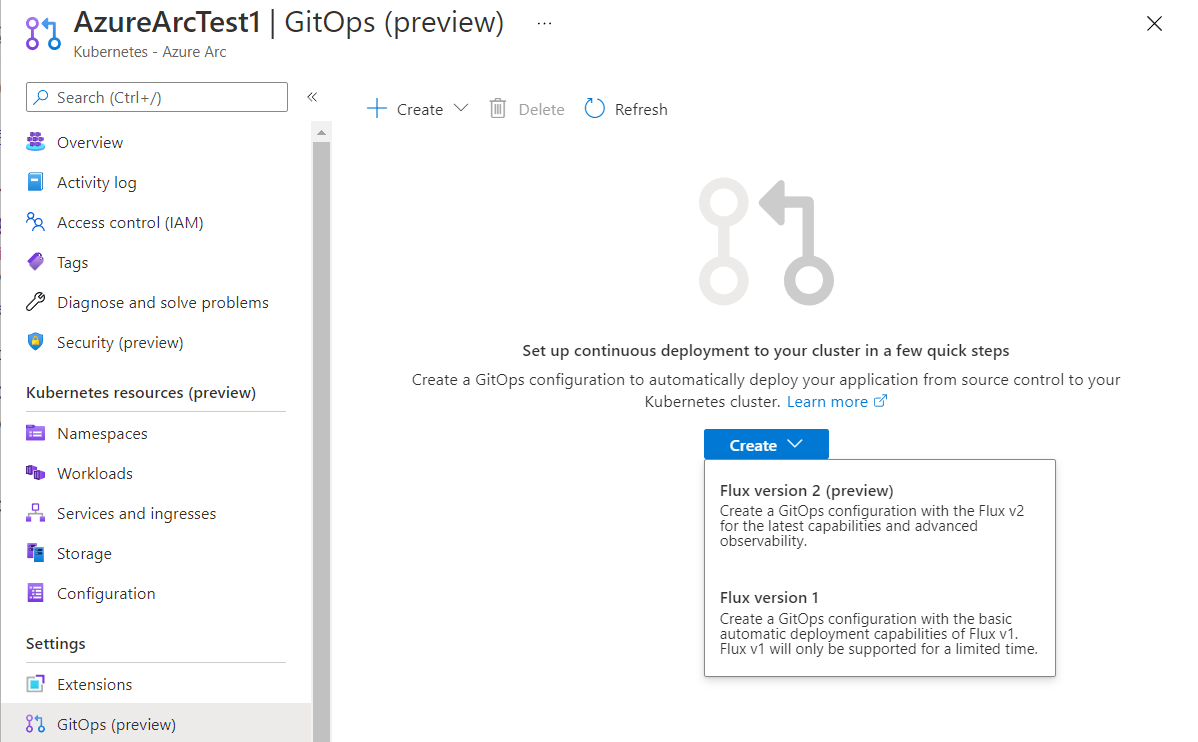 AzureArcTest1 | GitOps (preview) ...
Kubernetes - Azure Arc
Search (Ctrl+/)
«
Create
Delete
Refresh
Overview
Activity log
Access control (IAM)
Tags
Diagnose and solve problems
Security (preview)
Kubernetes resources (preview)
Namespaces
Workloads
Services and ingresses
Storage
Configuration
Settings
Extensions
GitOps (preview)
Set up continuous deployment to your cluster in a few quick steps
Create a GitOps configuration to automatically deploy your application from source control to your
Kubernetes cluster. Learn more
Create
Flux version 2 (preview)
Create a GitOps configuration with the Flux v2
for the latest capabilities and advanced
observability.
Flux version 1
Create a GitOps configuration with the basic
automatic deployment capabilities of Flux v1.
Flux v1 will only be supported for a limited time.